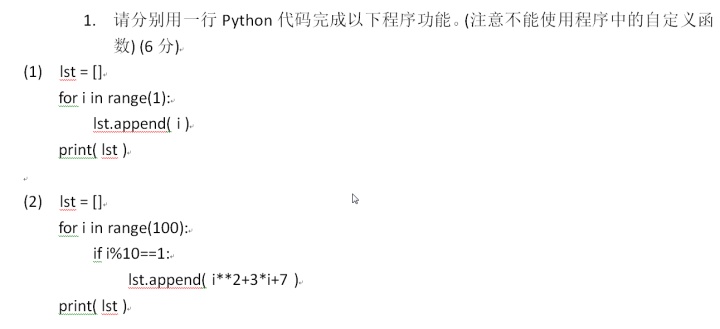 1. 请分别用一行 Python 代码完成以下程序功能。(注意不能使用程序中的自定义函
数) (6 分)
(1) lst = []
for i in range(1):
lst.append( i )
print( lst )
(2) lst = []
for i in range(100):
if i%10==1:
lst.append( i**2+3*i+7 )
print( lst )